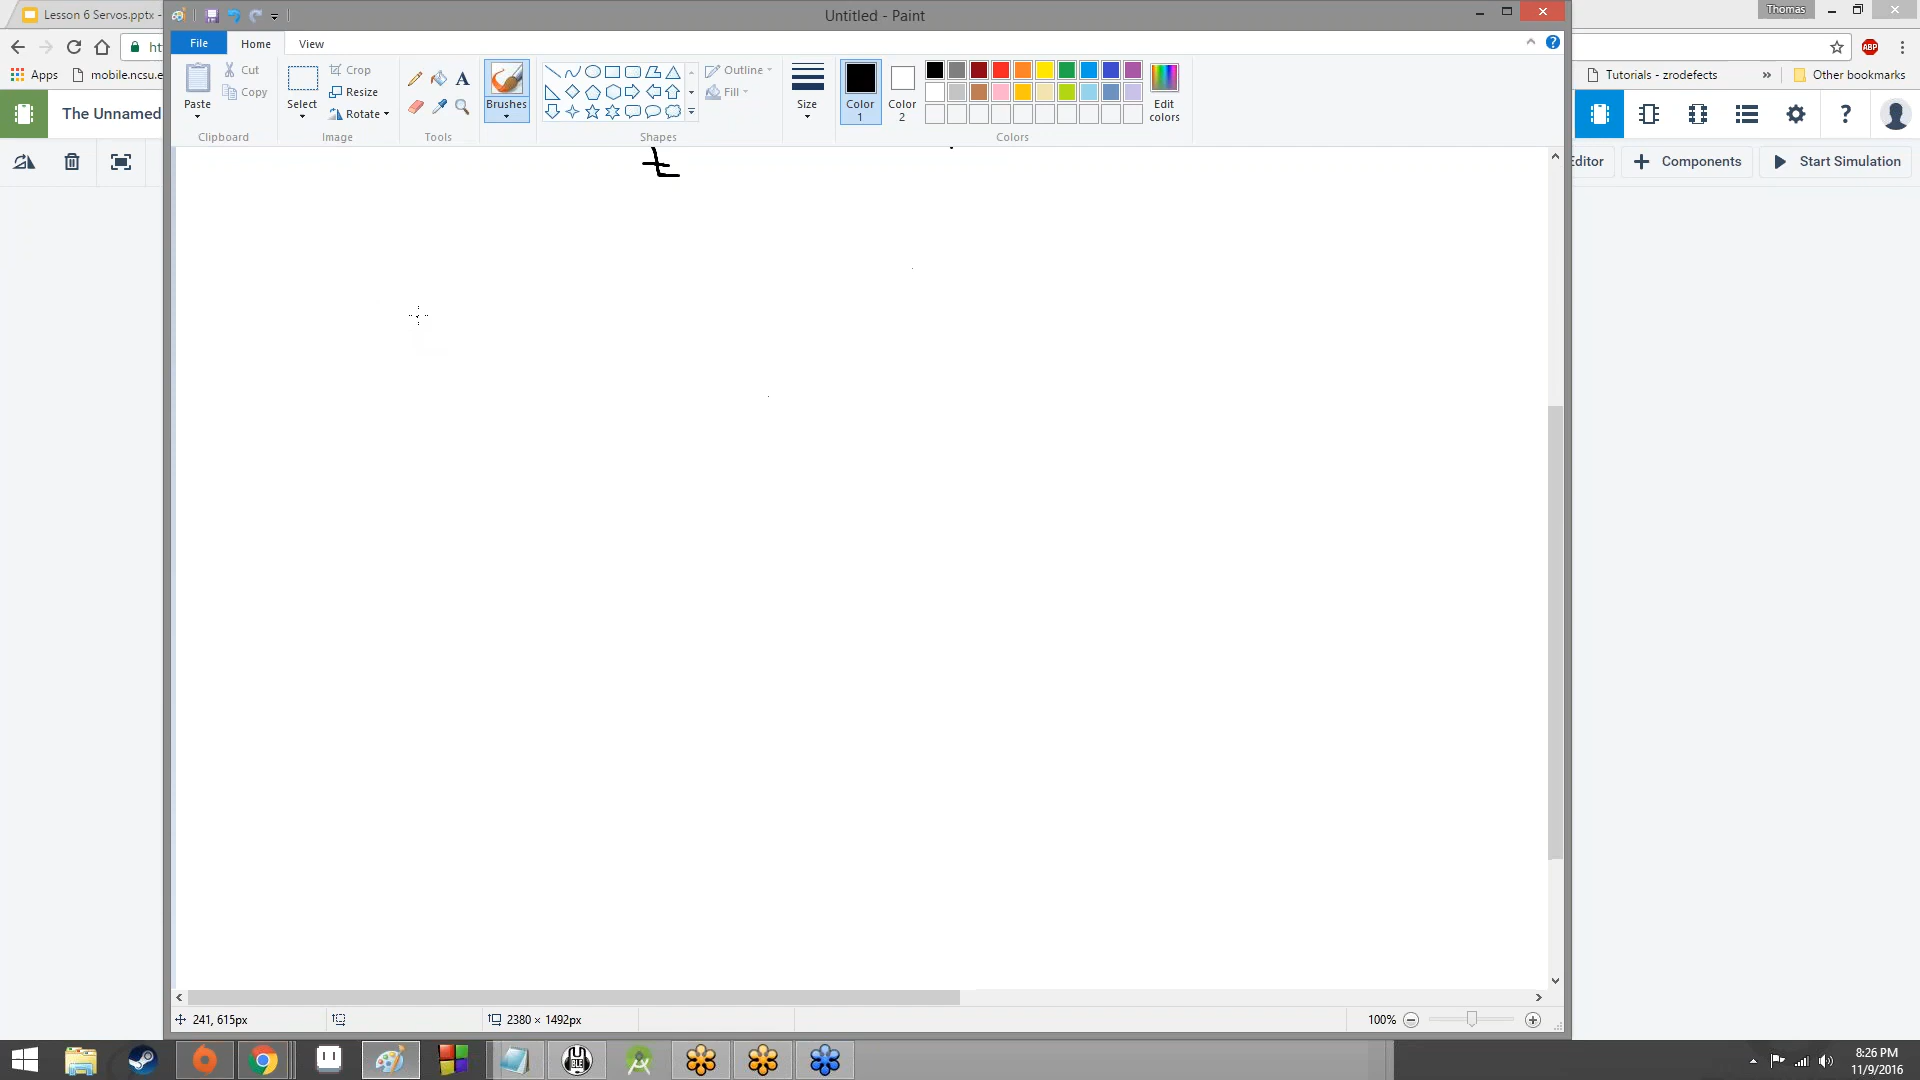 Lesson 6 Servos.pptx -
Untitled - Paint
Thomas
File
Home
View
htt
Apps
mobile.ncsu.e
Tutorials - zrodefects
»
Other bookmarks
ABP
Paste
Cut
Copy
Clipboard
Select
Crop
Resize
Rotate
Image
A
Tools
Brushes
Shapes
Outline
Fill
Size
Color
1
Color
2
Edit
colors
Colors
The Unnamed
?
Editor
+ Components
Start Simulation
t
241, 615px
2380 × 1492px
100%
8:26 PM
11/9/2016